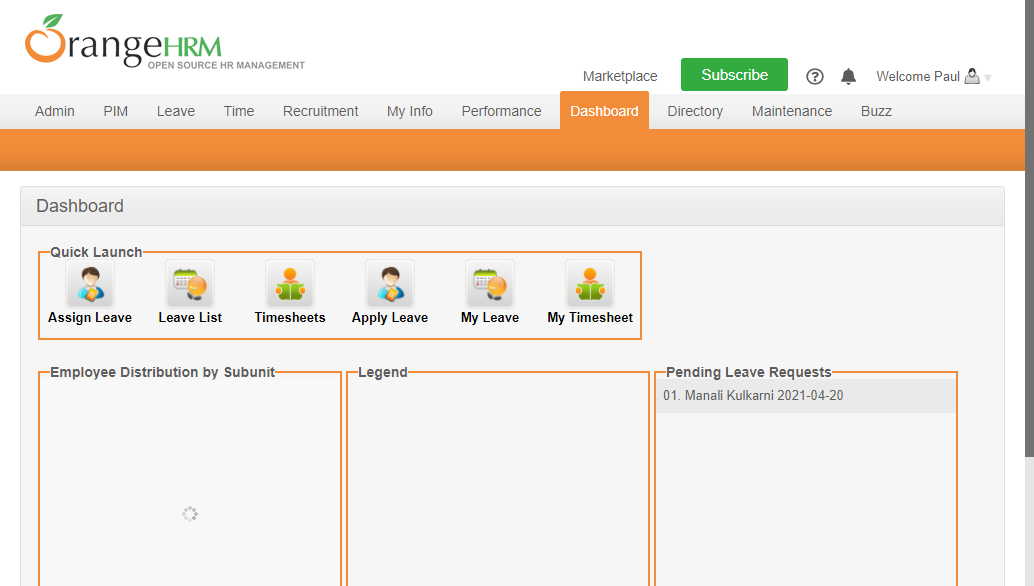 OrangeHRM
OPEN SOURCE HR MANAGEMENT
Marketplace Subscribe ? Welcome Paul
Admin PIM Leave Time Recruitment My Info Performance Dashboard Directory Maintenance Buzz
Dashboard
Quick Launch
Assign Leave Leave List Timesheets Apply Leave My Leave My Timesheet
Employee Distribution by Subunit Legend Pending Leave Requests
01. Manali Kulkarni 2021-04-20